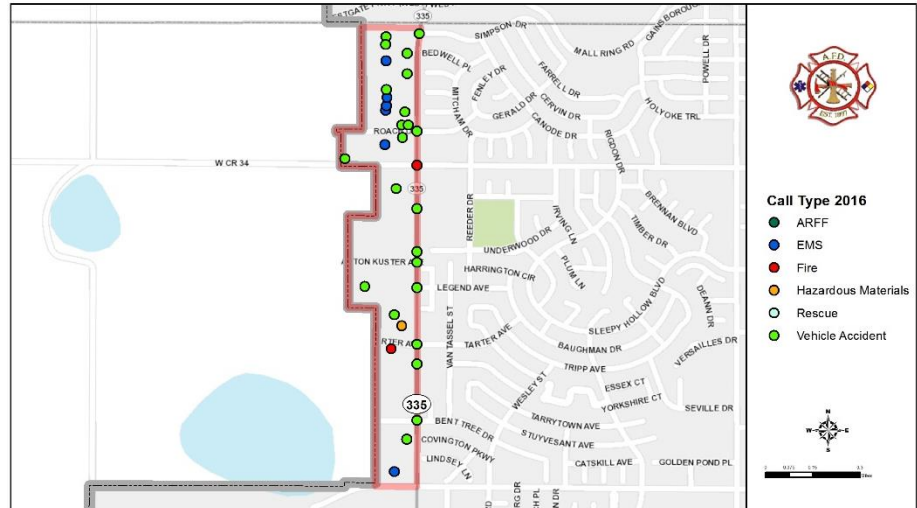 335
SIMPSON DR
MALL RING RD
GAINSBOROUGH
POWELL DR
BEDWELL PL
FENLEY DR
FARRELL DR
MITCHAM DR
GERALD DR
CERVIN DR
CANODE DR
HOLYOKE TRL
RIGDON DR
W CR 34
335
REEDER DR
BRENNAN BLVD
IRVING LN
TIMBER DR
UNDERWOOD DR
PLUM LN
HARRINGTON CIR
LEGEND AVE
HOLLOW BLVD
DEANN DR
SLEEPY
VAN TASSEL ST
TARTER AVE
BAUGHMAN DR
VERSAILLES DR
TRIPP AVE
WESLEY ST
ESSEX CT
YORKSHIRE CT
SEVILLE DR
335
BENT TREE DR
TARRYTOWN AVE
STUYVESANT AVE
COVINGTON PKWY
LINDSEY LN
CATSKILL AVE
GOLDEN POND PL
A.F.D.
Call Type 2016
ARFF
EMS
Fire
Hazardous Materials
Rescue
Vehicle Accident
N
W
E
S